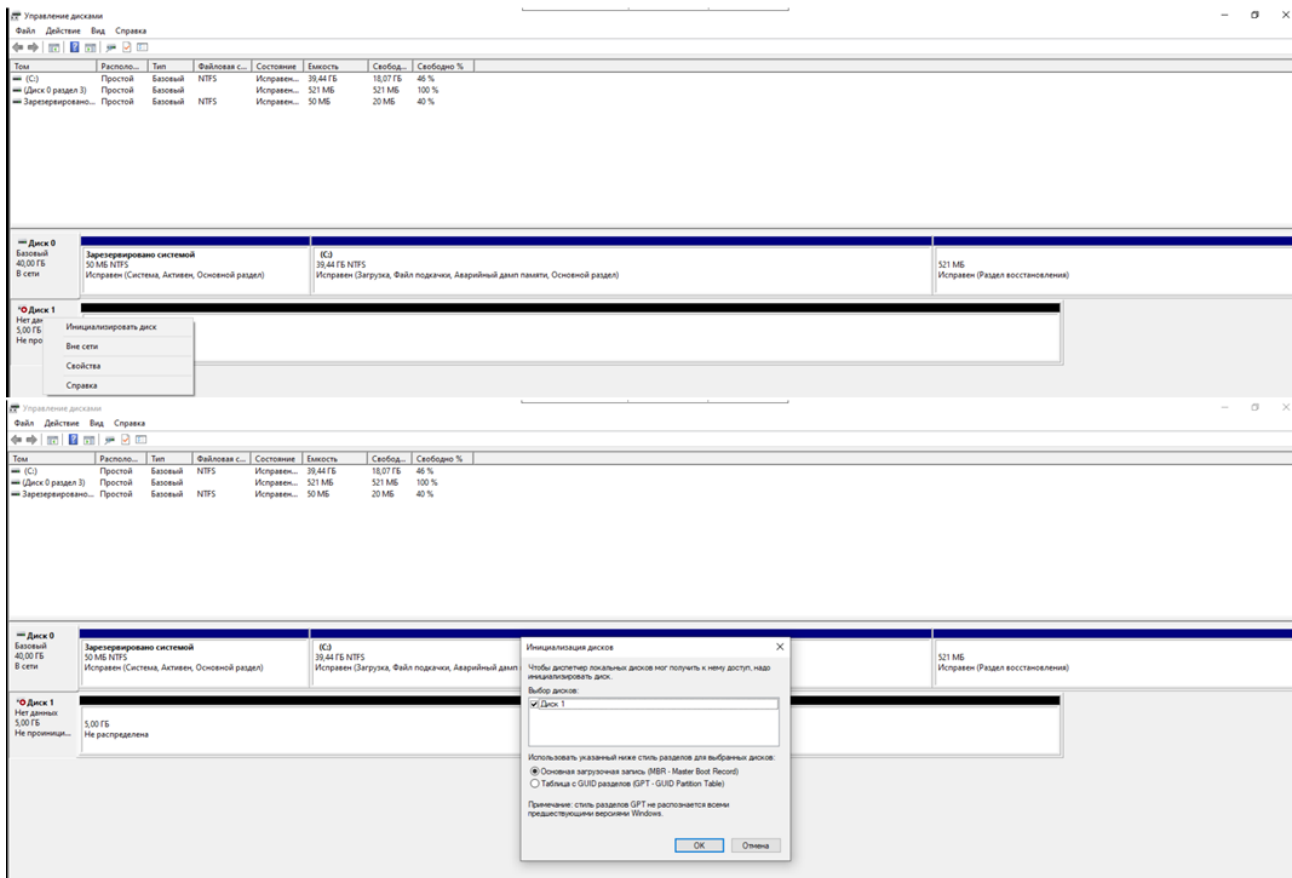 Управление дисками
Файл Действие Вид Справка
Том Располо... Тип Файловая с... Состояние Емкость Свобод... Свободно %
(C:) Простой Базовый NTFS Исправен... 39,44 ГБ 18,07 ГБ 46 %
(Диск 0 раздел 3) Простой Базовый Исправен... 521 МБ 521 МБ 100 %
Зарезервировано... Простой Базовый NTFS Исправен... 50 МБ 20 МБ 40 %
Диск 0
Базовый
40,00 ГБ
В сети
Зарезервировано системой
50 МБ NTFS
Исправен (Система, Активен, Основной раздел)
(C:)
39,44 ГБ NTFS
Исправен (Загрузка, Файл подкачки, Аварийный дамп памяти, Основной раздел)
521 МБ
Исправен (Раздел восстановления)
Диск 1
Нет дан
5,00 ГБ
Не про
Инициализировать диск
Вне сети
Свойства
Справка
Управление дисками
Файл Действие Вид Справка
Том Располо... Тип Файловая с... Состояние Емкость Свобод... Свободно %
(C:) Простой Базовый NTFS Исправен... 39,44 ГБ 18,07 ГБ 46 %
(Диск 0 раздел 3) Простой Базовый Исправен... 521 МБ 521 МБ 100 %
Зарезервировано... Простой Базовый NTFS Исправен... 50 МБ 20 МБ 40 %
Диск 0
Базовый
40,00 ГБ
В сети
Зарезервировано системой
50 МБ NTFS
Исправен (Система, Активен, Основной раздел)
(C:)
39,44 ГБ NTFS
Исправен (Загрузка, Файл подкачки, Аварийный дамп
521 МБ
Исправен (Раздел восстановления)
Диск 1
Нет данных
5,00 ГБ
Не проиници...
5,00 ГБ
Не распределена
Инициализация дисков
Чтобы диспетчер локальных дисков мог получить к нему доступ, надо
инициализировать диск.
Выбор дисков:
Диск 1
Использовать указанный ниже стиль разделов для выбранных дисков:
Основная загрузочная запись (MBR - Master Boot Record)
Таблица с GUID разделов (GPT - GUID Partition Table)
Примечание: стиль разделов GPT не распознается всеми
предшествующими версиями Windows.
OK Отмена